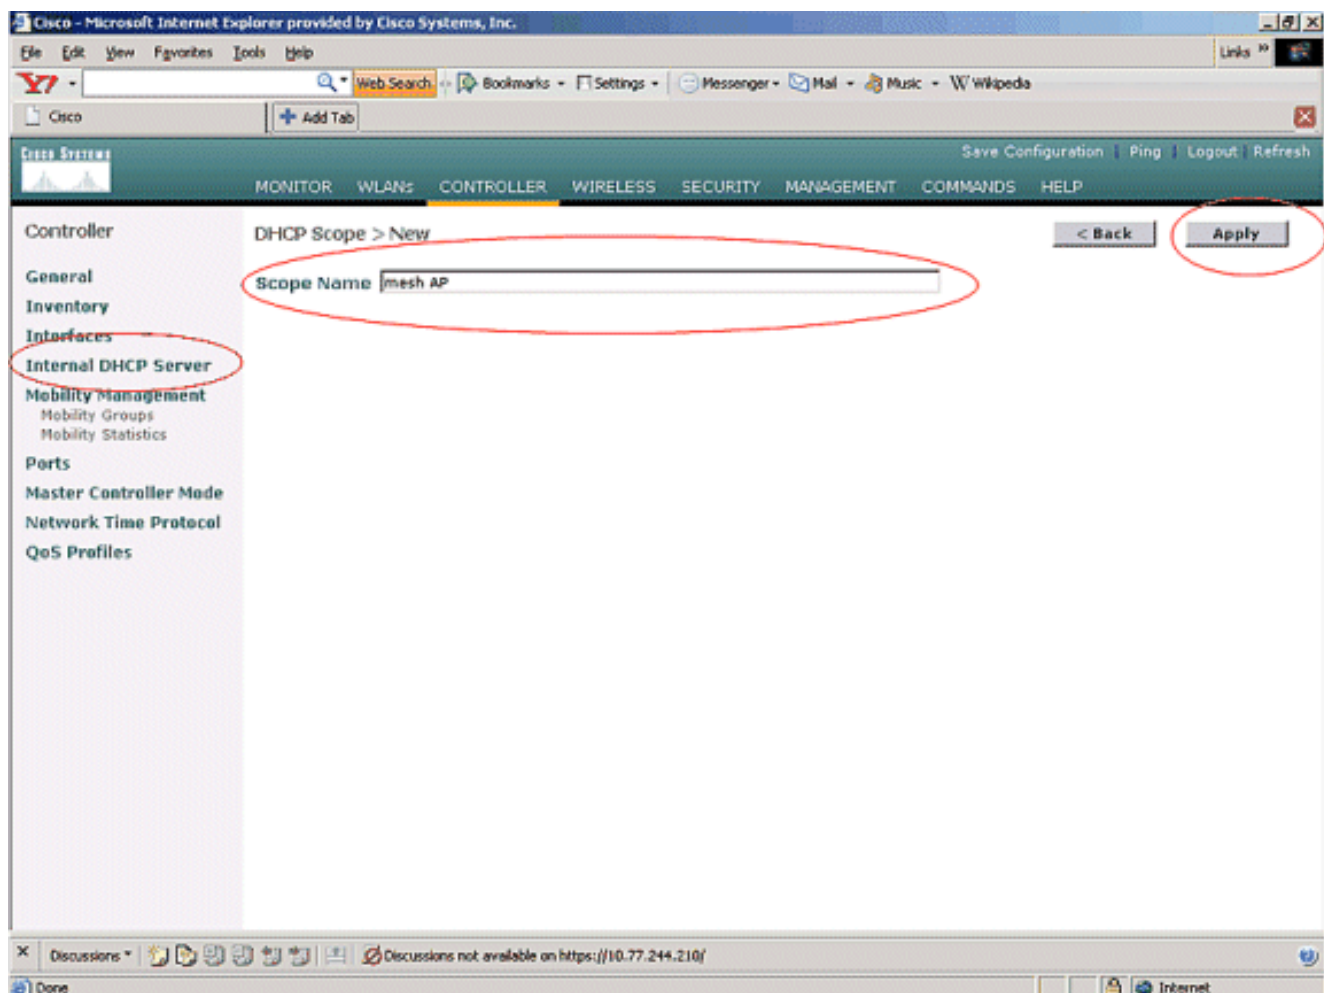 Cisco - Microsoft Internet Explorer provided by Cisco Systems, Inc.
File Edit View Favorites Tools Help
Links »
Y! Web Search Bookmarks Settings Messenger Mail Music W Wikipedia
Cisco Add Tab
CISCO SYSTEMS
Save Configuration | Ping | Logout | Refresh
MONITOR WLANs CONTROLLER WIRELESS SECURITY MANAGEMENT COMMANDS HELP
Controller
DHCP Scope > New
< Back
Apply
Scope Name mesh AP
General
Inventory
Interfaces
Internal DHCP Server
Mobility Management
Mobility Groups
Mobility Statistics
Ports
Master Controller Mode
Network Time Protocol
QoS Profiles
Discussions Discussions not available on https://10.77.244.210/
Done
Internet